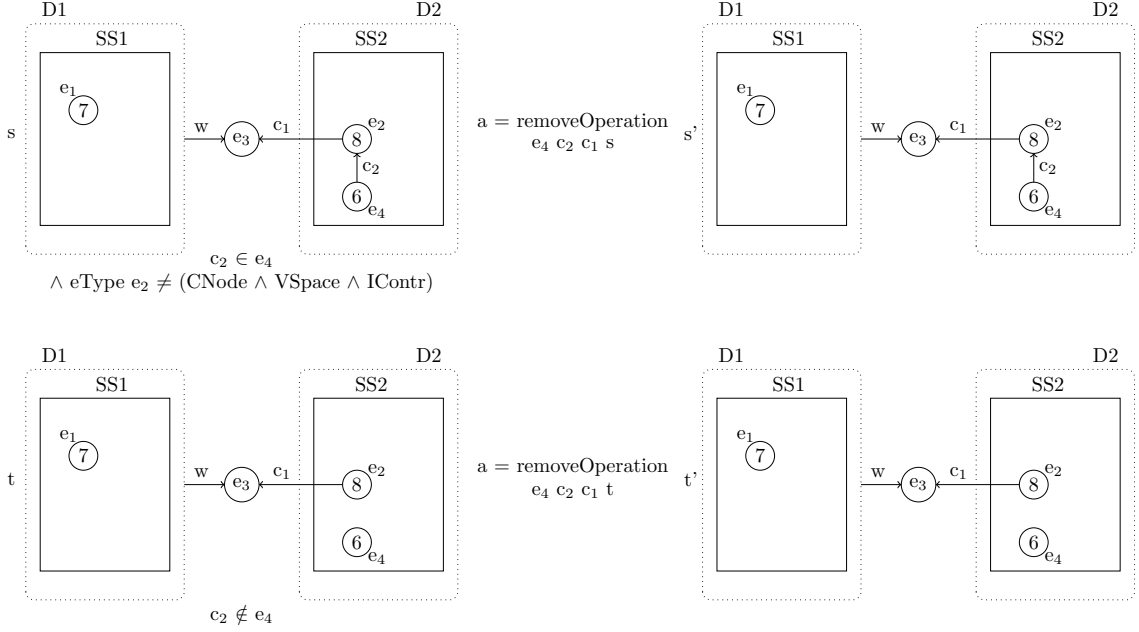 D1 D2 D1 D2
SS1 SS2 SS1 SS2
e₁ e₁
7 7
s w e₃ c₁ 8 e₂ a = removeOperation s' w e₃ c₁ 8 e₂
e₄ c₂ c₁ s
c₂ c₂
6 e₄ 6 e₄
c₂ ∈ e₄
∧ eType e₂ ≠ (CNode ∧ VSpace ∧ IContr)
D1 D2 D1 D2
SS1 SS2 SS1 SS2
e₁ e₁
7 7
t w e₃ c₁ 8 e₂ a = removeOperation t' w e₃ c₁ 8 e₂
e₄ c₂ c₁ t
6 e₄ 6 e₄
c₂ ∉ e₄